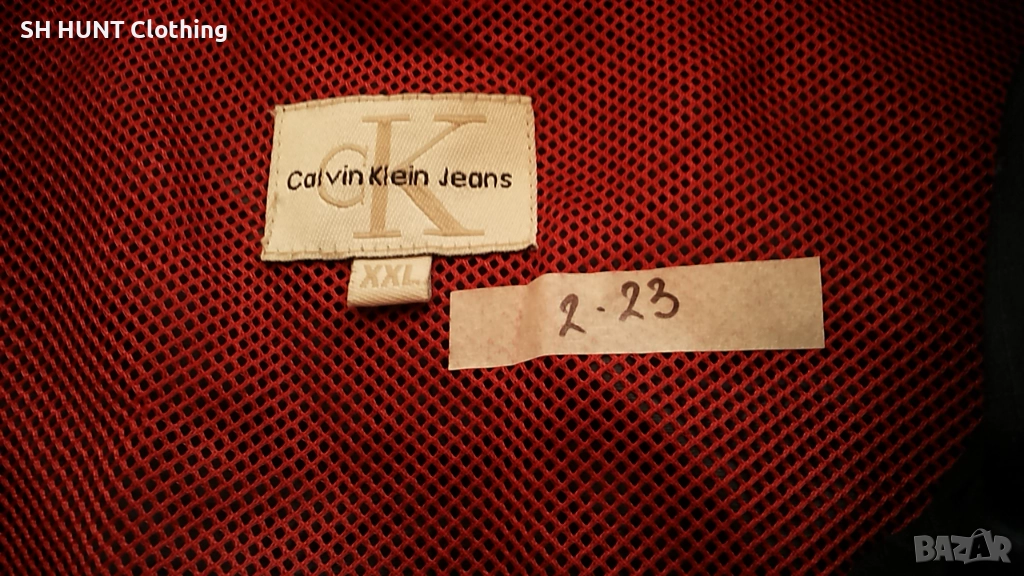 SH HUNT Clothing
CK
Calvin Klein Jeans
XXL
2-23
BAZAR